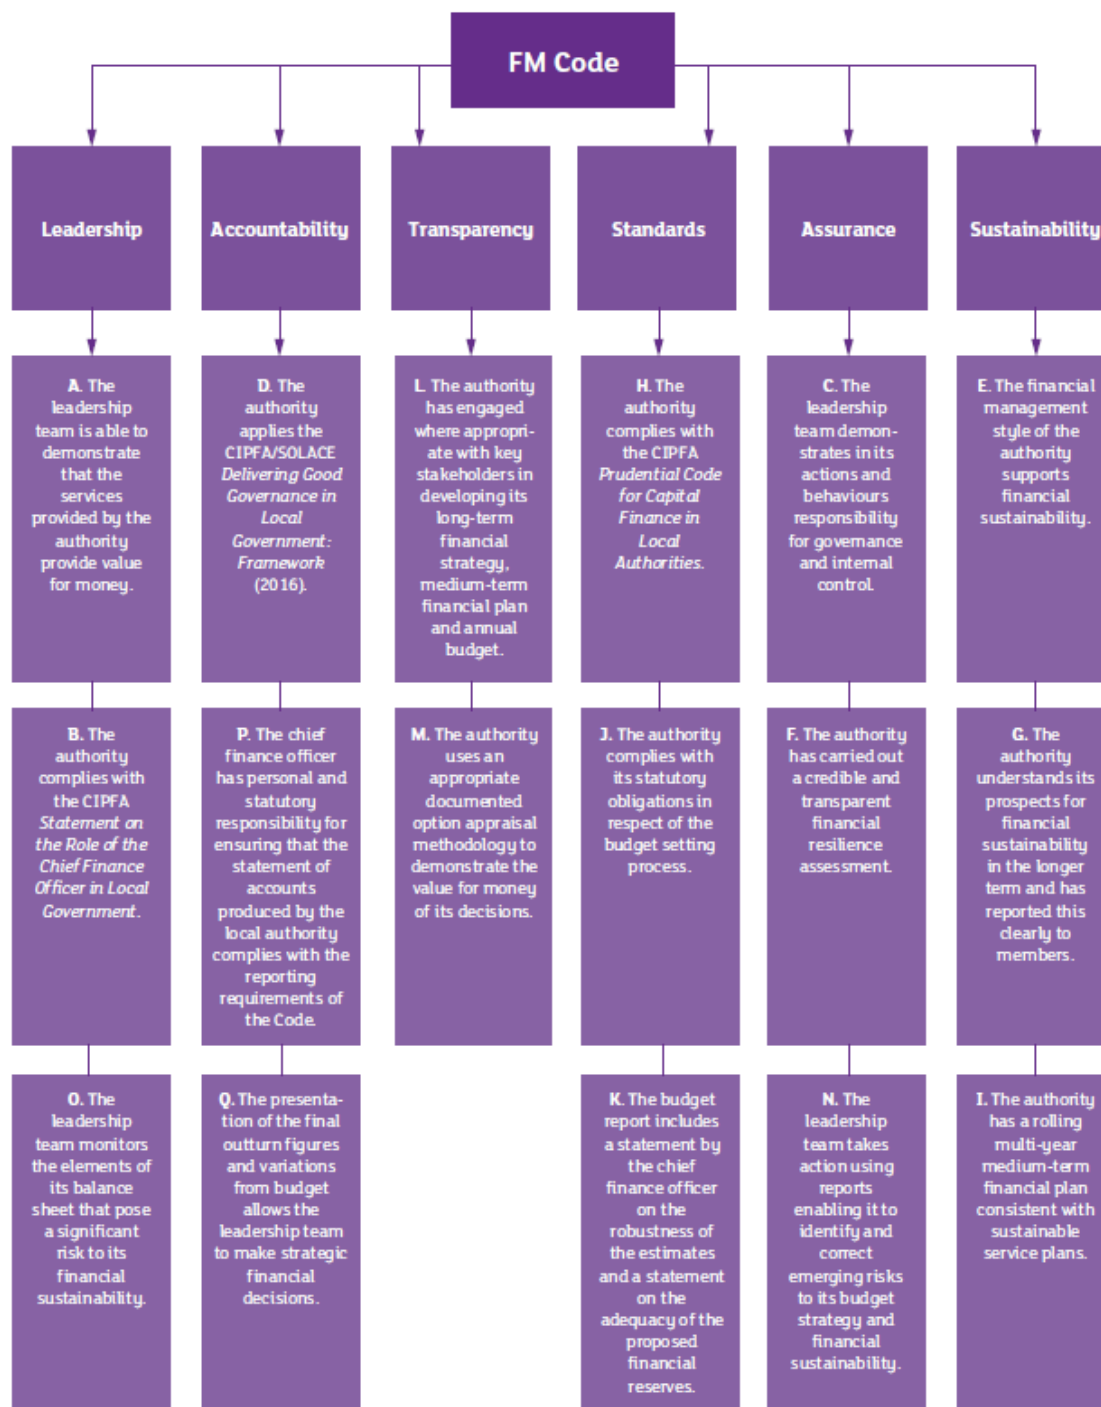 FM Code
Leadership
Accountability
Transparency
Standards
Assurance
Sustainability
A. The
leadership
team is able to
demonstrate
that the
services
provided by the
authority
provide value
for money.
D. The
authority
applies the
CIPFA/SOLACE
Delivering Good
Governance in
Local
Government:
Framework
(2016).
L. The authority
has engaged
where appropri-
ate with key
stakeholders in
developing its
long-term
financial
strategy,
medium-term
financial plan
and annual
budget.
H. The
authority
complies with
the CIPFA
Prudential Code
for Capital
Finance in
Local
Authorities.
C. The
leadership
team demon-
strates in its
actions and
behaviours
responsibility
for governance
and internal
control.
E. The financial
management
style of the
authority
supports
financial
sustainability.
B. The
authority
complies with
the CIPFA
Statement on
the Role of the
Chief Finance
Officer in Local
Government.
P. The chief
finance officer
has personal and
statutory
responsibility for
ensuring that the
statement of
accounts
produced by the
local authority
complies with the
reporting
requirements of
the Code.
M. The authority
uses an
appropriate
documented
option appraisal
methodology to
demonstrate the
value for money
of its decisions.
J. The authority
complies with
its statutory
obligations in
respect of the
budget setting
process.
F. The authority
has carried out
a credible and
transparent
financial
resilience
assessment.
G. The
authority
understands its
prospects for
financial
sustainability
in the longer
term and has
reported this
clearly to
members.
O. The
leadership
team monitors
the elements of
its balance
sheet that pose
a significant
risk to its
financial
sustainability.
Q. The presenta-
tion of the final
outturn figures
and variations
from budget
allows the
leadership team
to make strategic
financial
decisions.
K. The budget
report includes
a statement by
the chief
finance officer
on the
robustness of
the estimates
and a statement
on the
adequacy of the
proposed
financial
reserves.
N. The
leadership
team takes
action using
reports
enabling it to
identify and
correct
emerging risks
to its budget
strategy and
financial
sustainability.
I. The authority
has a rolling
multi-year
medium-term
financial plan
consistent with
sustainable
service plans.